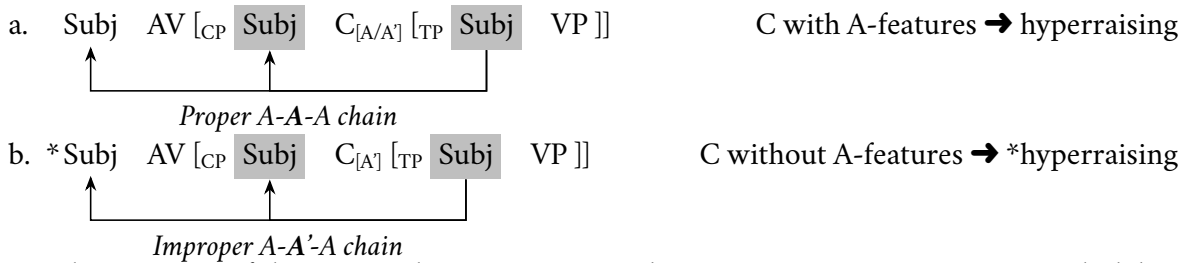 a. Subj AV [CP Subj C[A/A'] [TP Subj VP ]] C with A-features ➔ hyperraising
Proper A-A-A chain
b. *Subj AV [CP Subj C[A'] [TP Subj VP ]] C without A-features ➔ *hyperraising
Improper A-A'-A chain